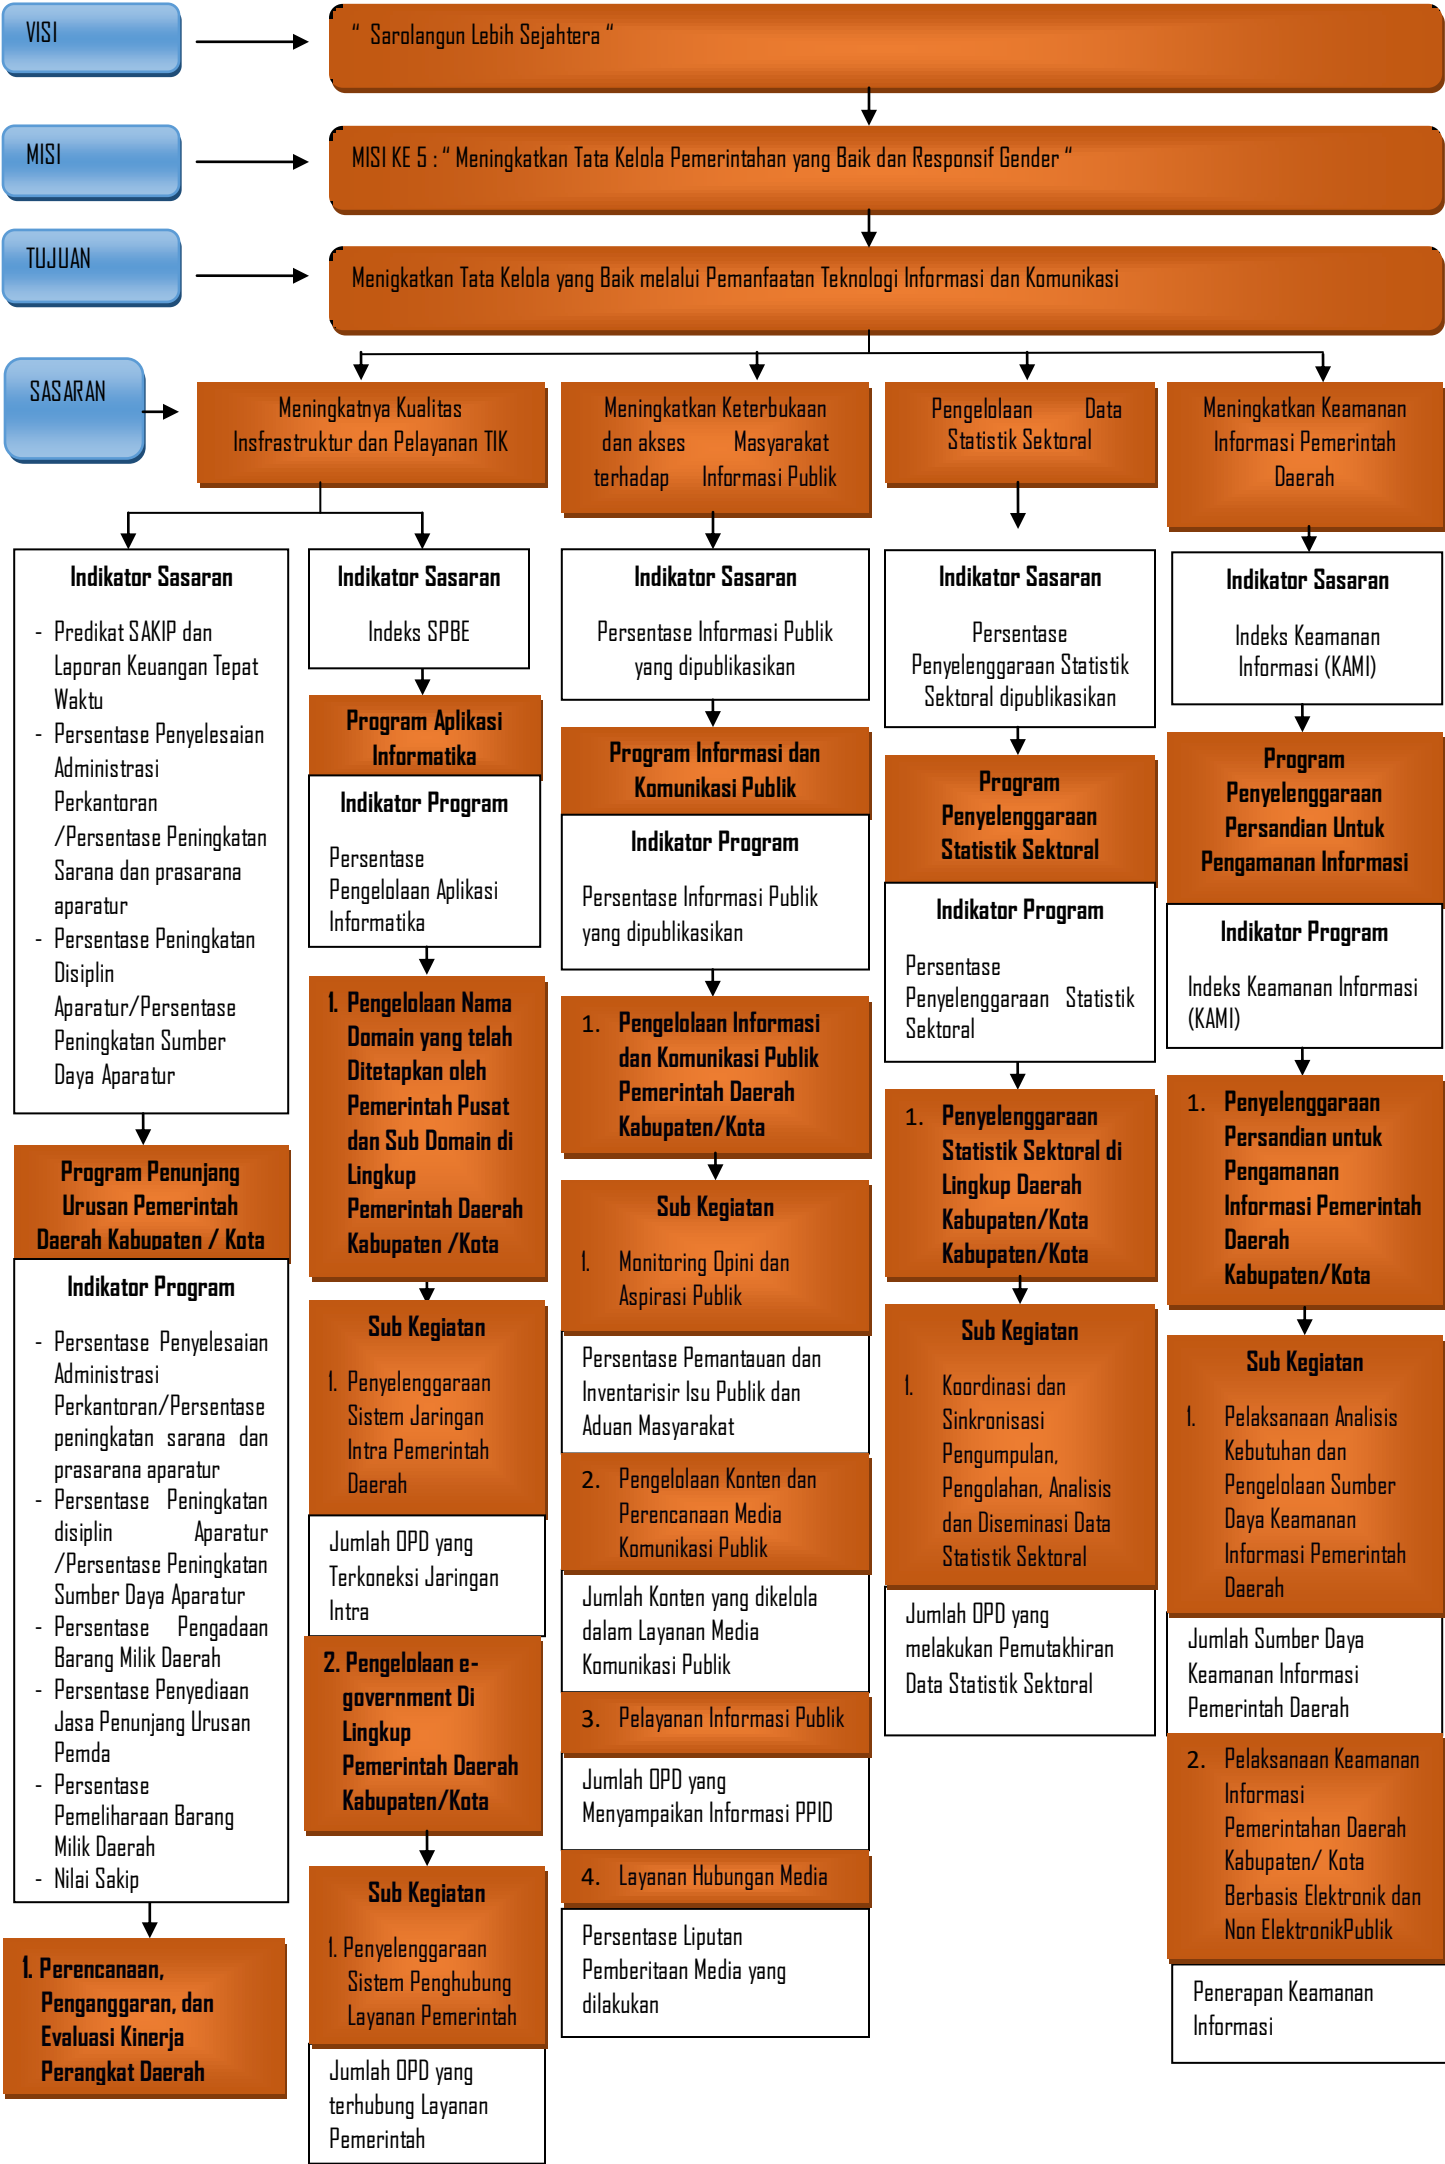 VISI
“ Sarolangun Lebih Sejahtera “
MISI
MISI KE 5 : “ Meningkatkan Tata Kelola Pemerintahan yang Baik dan Responsif Gender “
TUJUAN
Menigkatkan Tata Kelola yang Baik melalui Pemanfaatan Teknologi Informasi dan Komunikasi
SASARAN
Meningkatnya Kualitas
Insfrastruktur dan Pelayanan TIK
Meningkatkan Keterbukaan
dan akses Masyarakat
terhadap Informasi Publik
Pengelolaan Data
Statistik Sektoral
Meningkatkan Keamanan
Informasi Pemerintah
Daerah
Indikator Sasaran
- Predikat SAKIP dan
Laporan Keuangan Tepat
Waktu
- Persentase Penyelesaian
Administrasi
Perkantoran
/Persentase Peningkatan
Sarana dan prasarana
aparatur
- Persentase Peningkatan
Disiplin
Aparatur/Persentase
Peningkatan Sumber
Daya Aparatur
Program Penunjang
Urusan Pemerintah
Daerah Kabupaten / Kota
Indikator Program
- Persentase Penyelesaian
Administrasi
Perkantoran/Persentase
peningkatan sarana dan
prasarana aparatur
- Persentase Peningkatan
disiplin Aparatur
/Persentase Peningkatan
Sumber Daya Aparatur
- Persentase Pengadaan
Barang Milik Daerah
- Persentase Penyediaan
Jasa Penunjang Urusan
Pemda
- Persentase
Pemeliharaan Barang
Milik Daerah
- Nilai Sakip
1. Perencanaan,
Penganggaran, dan
Evaluasi Kinerja
Perangkat Daerah
Indikator Sasaran
Indeks SPBE
Program Aplikasi
Informatika
Indikator Program
Persentase
Pengelolaan Aplikasi
Informatika
1. Pengelolaan Nama
Domain yang telah
Ditetapkan oleh
Pemerintah Pusat
dan Sub Domain di
Lingkup
Pemerintah Daerah
Kabupaten /Kota
Sub Kegiatan
1. Penyelenggaraan
Sistem Jaringan
Intra Pemerintah
Daerah
Jumlah OPD yang
Terkoneksi Jaringan
Intra
2. Pengelolaan e-
government Di
Lingkup
Pemerintah Daerah
Kabupaten/Kota
Sub Kegiatan
1. Penyelenggaraan
Sistem Penghubung
Layanan Pemerintah
Jumlah OPD yang
terhubung Layanan
Pemerintah
Indikator Sasaran
Persentase Informasi Publik
yang dipublikasikan
Program Informasi dan
Komunikasi Publik
Indikator Program
Persentase Informasi Publik
yang dipublikasikan
1. Pengelolaan Informasi
dan Komunikasi Publik
Pemerintah Daerah
Kabupaten/Kota
Sub Kegiatan
1. Monitoring Opini dan
Aspirasi Publik
Persentase Pemantauan dan
Inventarisir Isu Publik dan
Aduan Masyarakat
2. Pengelolaan Konten dan
Perencanaan Media
Komunikasi Publik
Jumlah Konten yang dikelola
dalam Layanan Media
Komunikasi Publik
3. Pelayanan Informasi Publik
Jumlah OPD yang
Menyampaikan Informasi PPID
4. Layanan Hubungan Media
Persentase Liputan
Pemberitaan Media yang
dilakukan
Indikator Sasaran
Persentase
Penyelenggaraan Statistik
Sektoral dipublikasikan
Program
Penyelenggaraan
Statistik Sektoral
Indikator Program
Persentase
Penyelenggaraan Statistik
Sektoral
1. Penyelenggaraan
Statistik Sektoral di
Lingkup Daerah
Kabupaten/Kota
Kabupaten/Kota
Sub Kegiatan
1. Koordinasi dan
Sinkronisasi
Pengumpulan,
Pengolahan, Analisis
dan Diseminasi Data
Statistik Sektoral
Jumlah OPD yang
melakukan Pemutakhiran
Data Statistik Sektoral
Indikator Sasaran
Indeks Keamanan
Informasi (KAMI)
Program
Penyelenggaraan
Persandian Untuk
Pengamanan Informasi
Indikator Program
Indeks Keamanan Informasi
(KAMI)
1. Penyelenggaraan
Persandian untuk
Pengamanan
Informasi Pemerintah
Daerah
Kabupaten/Kota
Sub Kegiatan
1. Pelaksanaan Analisis
Kebutuhan dan
Pengelolaan Sumber
Daya Keamanan
Informasi Pemerintah
Daerah
Jumlah Sumber Daya
Keamanan Informasi
Pemerintah Daerah
2. Pelaksanaan Keamanan
Informasi
Pemerintahan Daerah
Kabupaten/ Kota
Berbasis Elektronik dan
Non ElektronikPublik
Penerapan Keamanan
Informasi